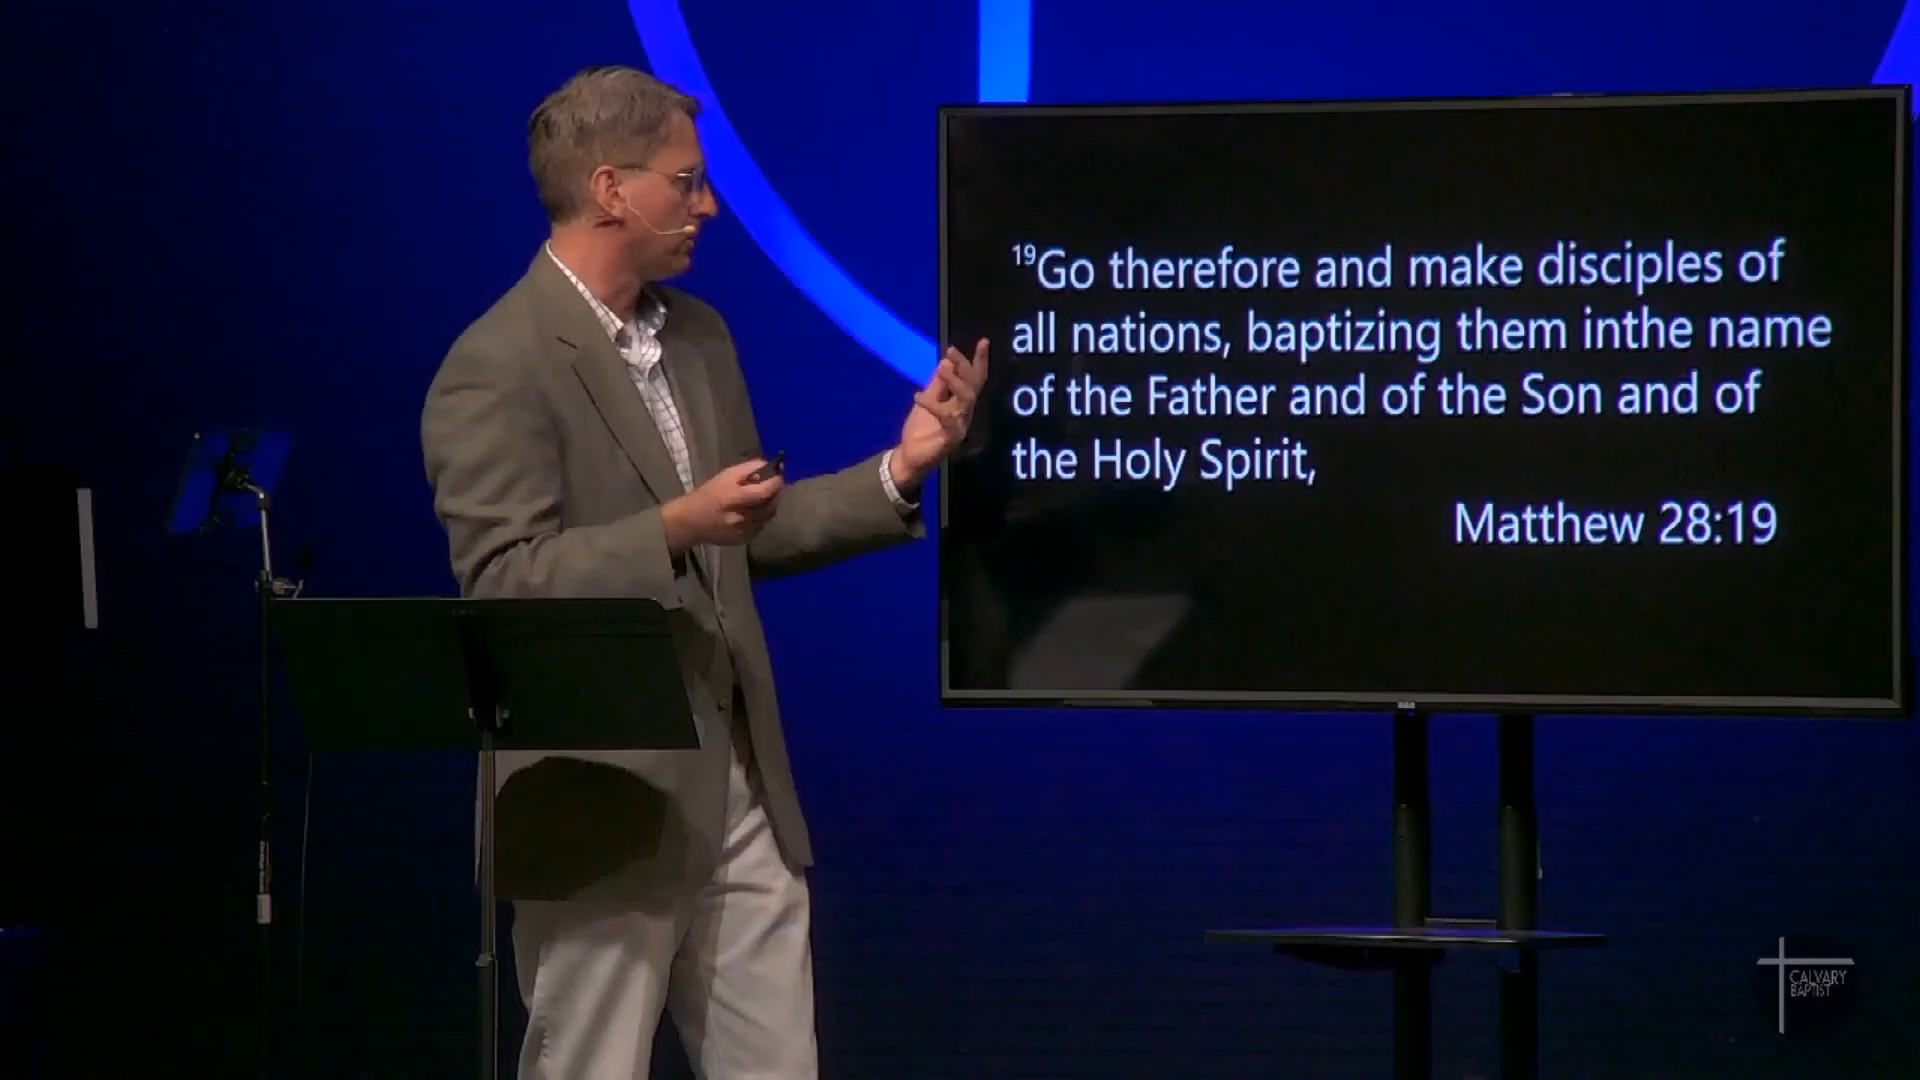 ¹⁹Go therefore and make disciples of
all nations, baptizing them inthe name
of the Father and of the Son and of
the Holy Spirit,
Matthew 28:19
CALVARY
BAPTIST